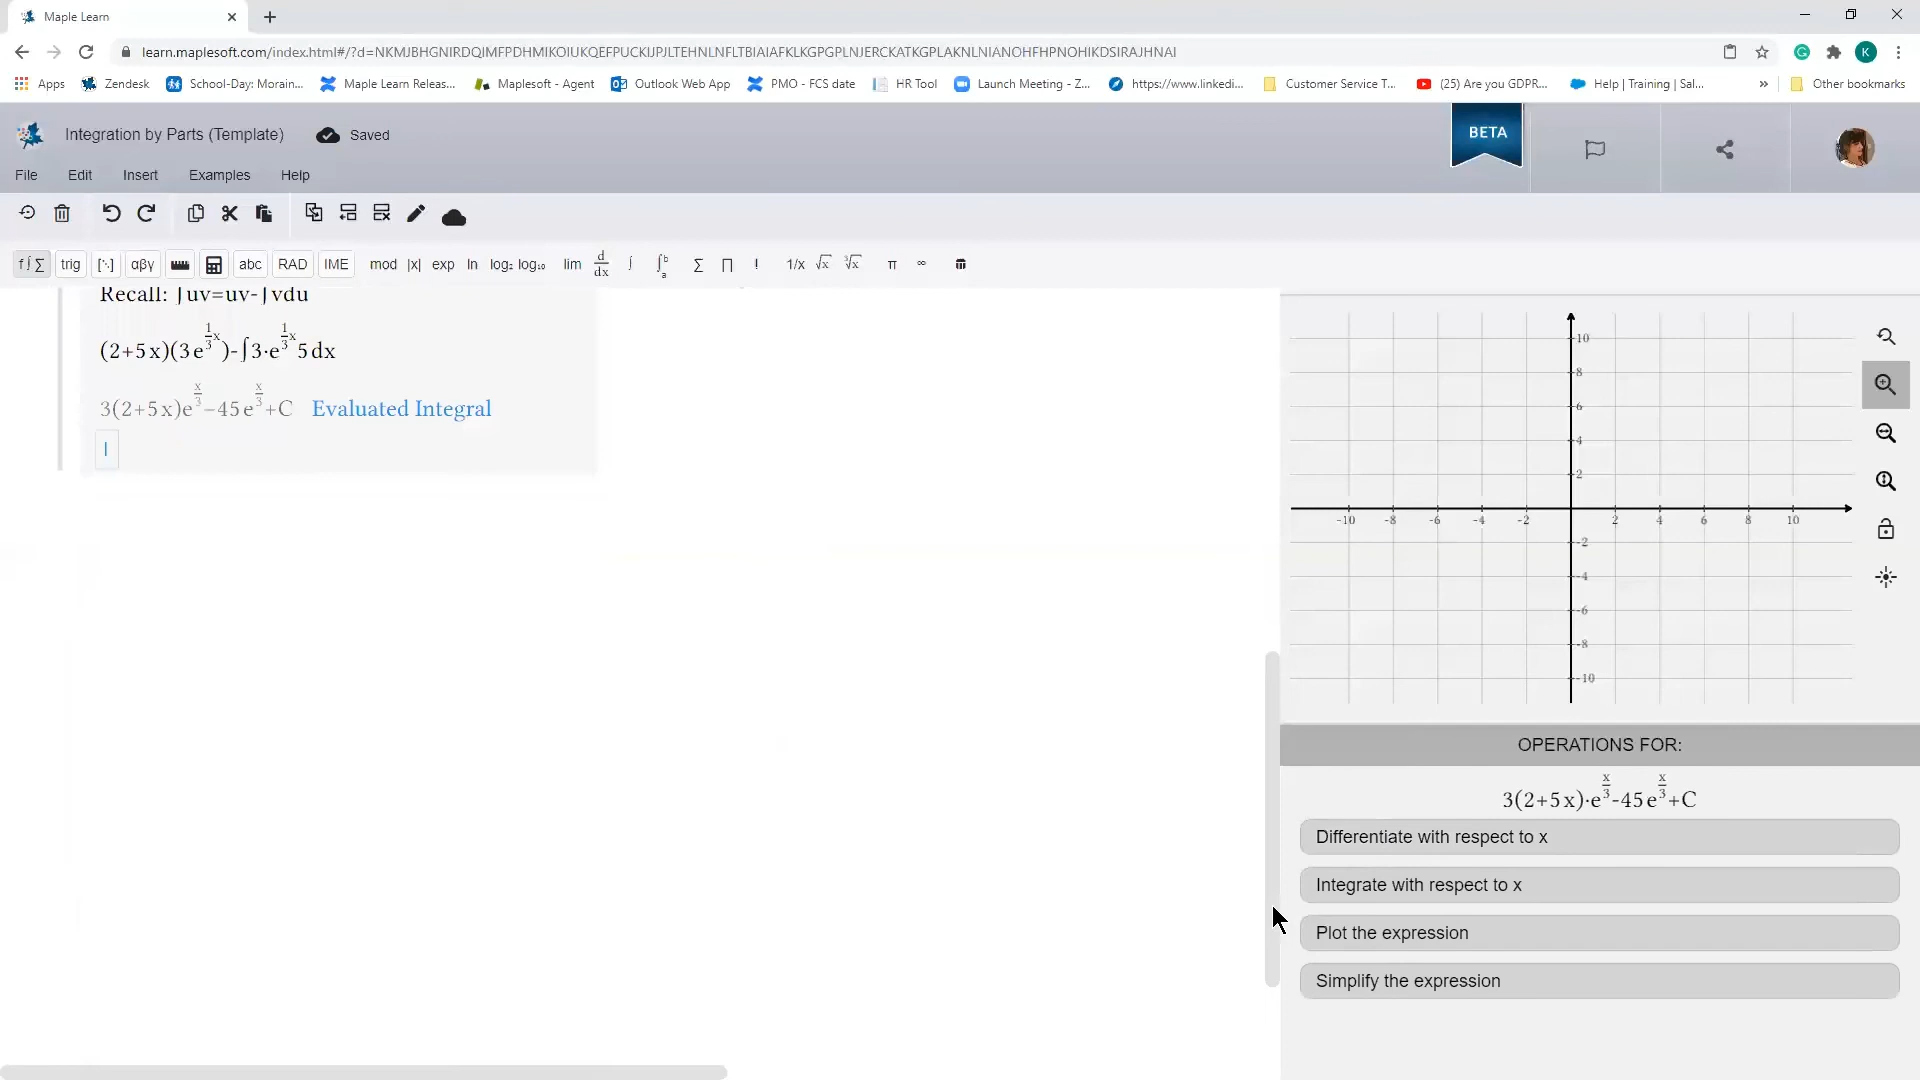 Maple Learn
learn.maplesoft.com/index.html#/?d=NKMJBHGNIRDQIMFPDHMIKOIUKQEFPUCKIJPJLTEHNLNFLTBIAIAFKLKGPGPLNJERCKATKGPLAKNLNIANOHFHPNOHIKDSIRAJHNAI
K
Apps Zendesk School-Day: Morain... Maple Learn Releas... Maplesoft - Agent Outlook Web App PMO - FCS date HR Tool Launch Meeting - Z... https://www.linkedi... Customer Service T... (25) Are you GDPR... Help | Training | Sal... » Other bookmarks
Integration by Parts (Template) Saved
BETA
File Edit Insert Examples Help
f∫∑ trig [⋱] αβγ abc RAD IME mod |x| exp ln log₂ log₁₀ lim d/dx ∫ ∫ₐᵇ ∑ ∏ ! 1/x √x ∛x π ∞
Recall: ∫uv=uv-∫vdu
(2+5x)(3e^(1/3 x))-∫3·e^(1/3 x)5dx
3(2+5x)e^(x/3)−45e^(x/3)+C Evaluated Integral
10
8
6
4
2
-10 -8 -6 -4 -2 2 4 6 8 10
-2
-4
-6
-8
-10
OPERATIONS FOR:
3(2+5x)·e^(x/3)-45e^(x/3)+C
Differentiate with respect to x
Integrate with respect to x
Plot the expression
Simplify the expression